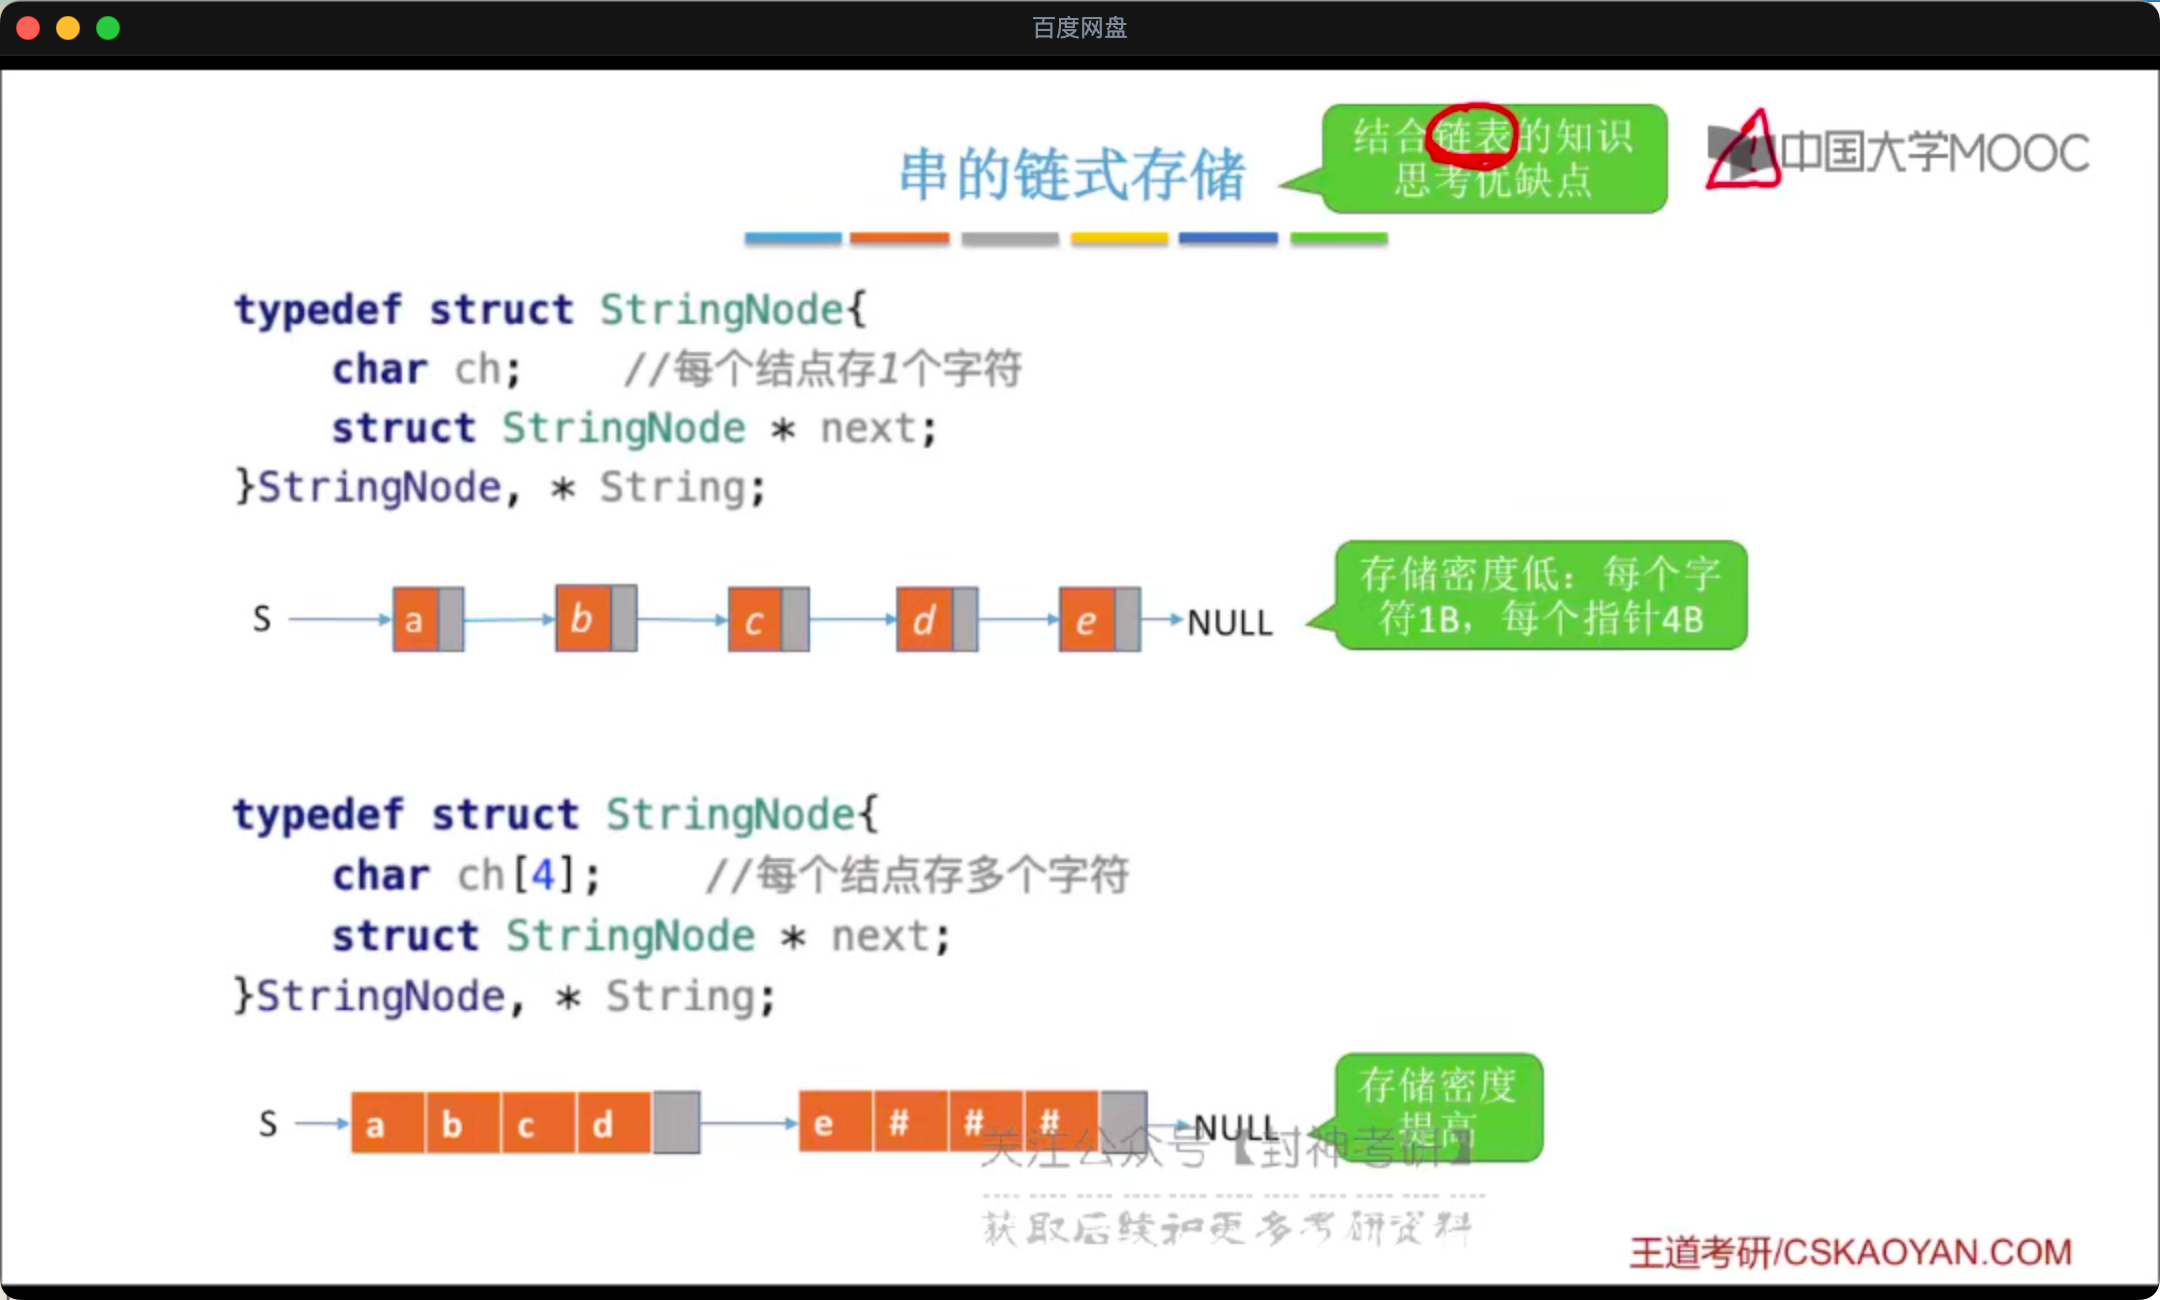 百度网盘
串的链式存储
结合链表的知识
思考优缺点
中国大学MOOC
typedef struct StringNode{
char ch; //每个结点存1个字符
struct StringNode * next;
}StringNode, * String;
S a b c d e NULL
存储密度低：每个字
符1B，每个指针4B
typedef struct StringNode{
char ch[4]; //每个结点存多个字符
struct StringNode * next;
}StringNode, * String;
S a b c d e # # # NULL
存储密度
提高
关注公众号【封神考研】
获取后续和更多考研资料
王道考研/CSKAOYAN.COM